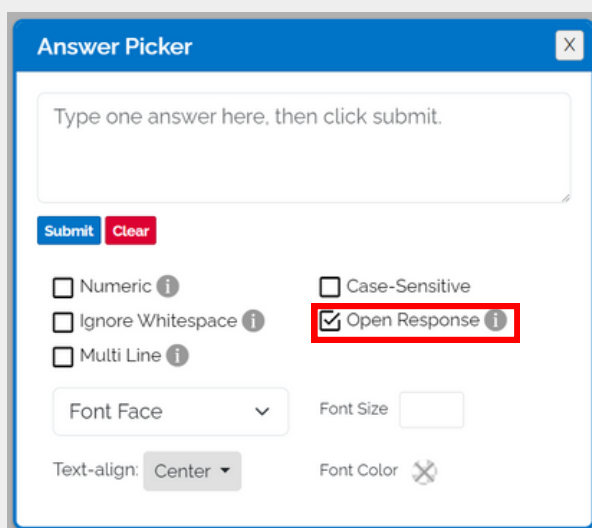 Answer Picker X
Type one answer here, then click submit.
Submit Clear
Numeric i Case-Sensitive
Ignore Whitespace i Open Response i
Multi Line i
Font Face Font Size
Text-align: Center Font Color